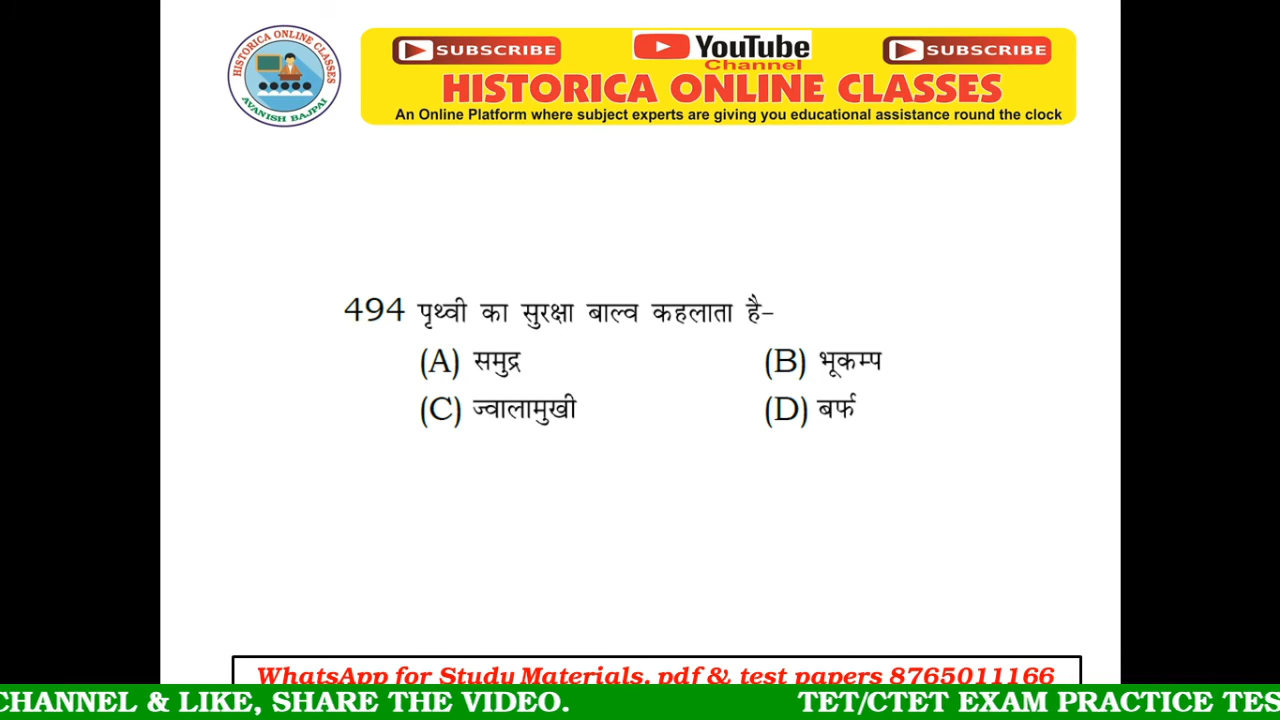 HISTORICA ONLINE CLASSES
AVANISH BAJPAI
SUBSCRIBE
YouTube
SUBSCRIBE
Channel
HISTORICA ONLINE CLASSES
An Online Platform where subject experts are giving you educational assistance round the clock
494 पृथ्वी का सुरक्षा बाल्व कहलाता है-
(A) समुद्र (B) भूकम्प
(C) ज्वालामुखी (D) बर्फ
WhatsApp for Study Materials, pdf & test papers 8765011166
CHANNEL & LIKE, SHARE THE VIDEO. TET/CTET EXAM PRACTICE TES